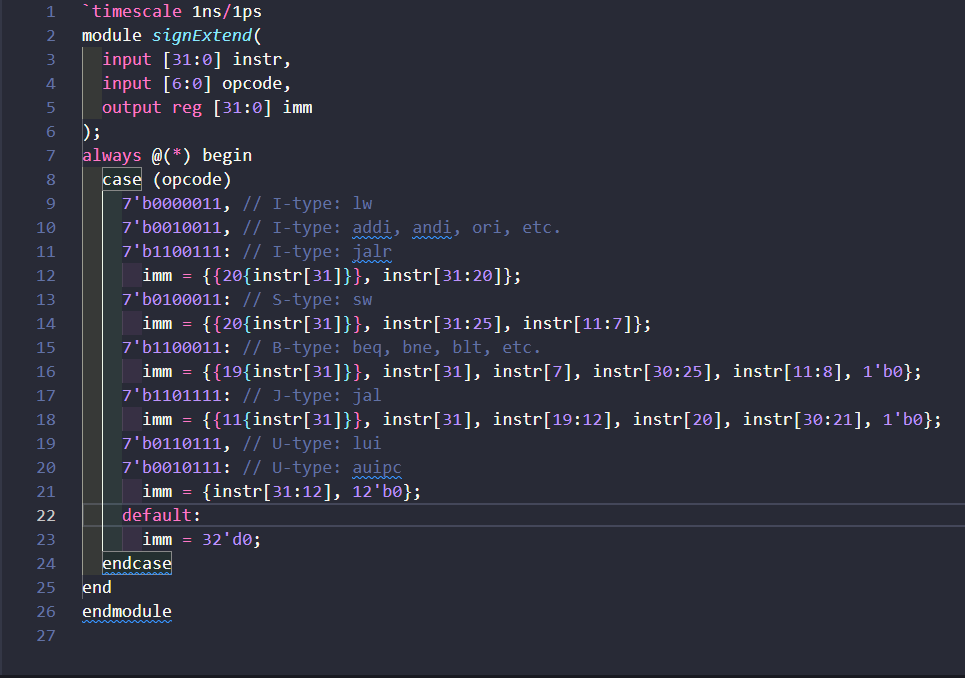 1 `timescale 1ns/1ps
2 module signExtend(
3   input [31:0] instr,
4   input [6:0] opcode,
5   output reg [31:0] imm
6 );
7 always @(*) begin
8   case (opcode)
9     7'b0000011, // I-type: lw
10     7'b0010011, // I-type: addi, andi, ori, etc.
11     7'b1100111: // I-type: jalr
12       imm = {{20{instr[31]}}, instr[31:20]};
13     7'b0100011: // S-type: sw
14       imm = {{20{instr[31]}}, instr[31:25], instr[11:7]};
15     7'b1100011: // B-type: beq, bne, blt, etc.
16       imm = {{19{instr[31]}}, instr[31], instr[7], instr[30:25], instr[11:8], 1'b0};
17     7'b1101111: // J-type: jal
18       imm = {{11{instr[31]}}, instr[31], instr[19:12], instr[20], instr[30:21], 1'b0};
19     7'b0110111, // U-type: lui
20     7'b0010111: // U-type: auipc
21       imm = {instr[31:12], 12'b0};
22     default:
23       imm = 32'd0;
24   endcase
25 end
26 endmodule
27